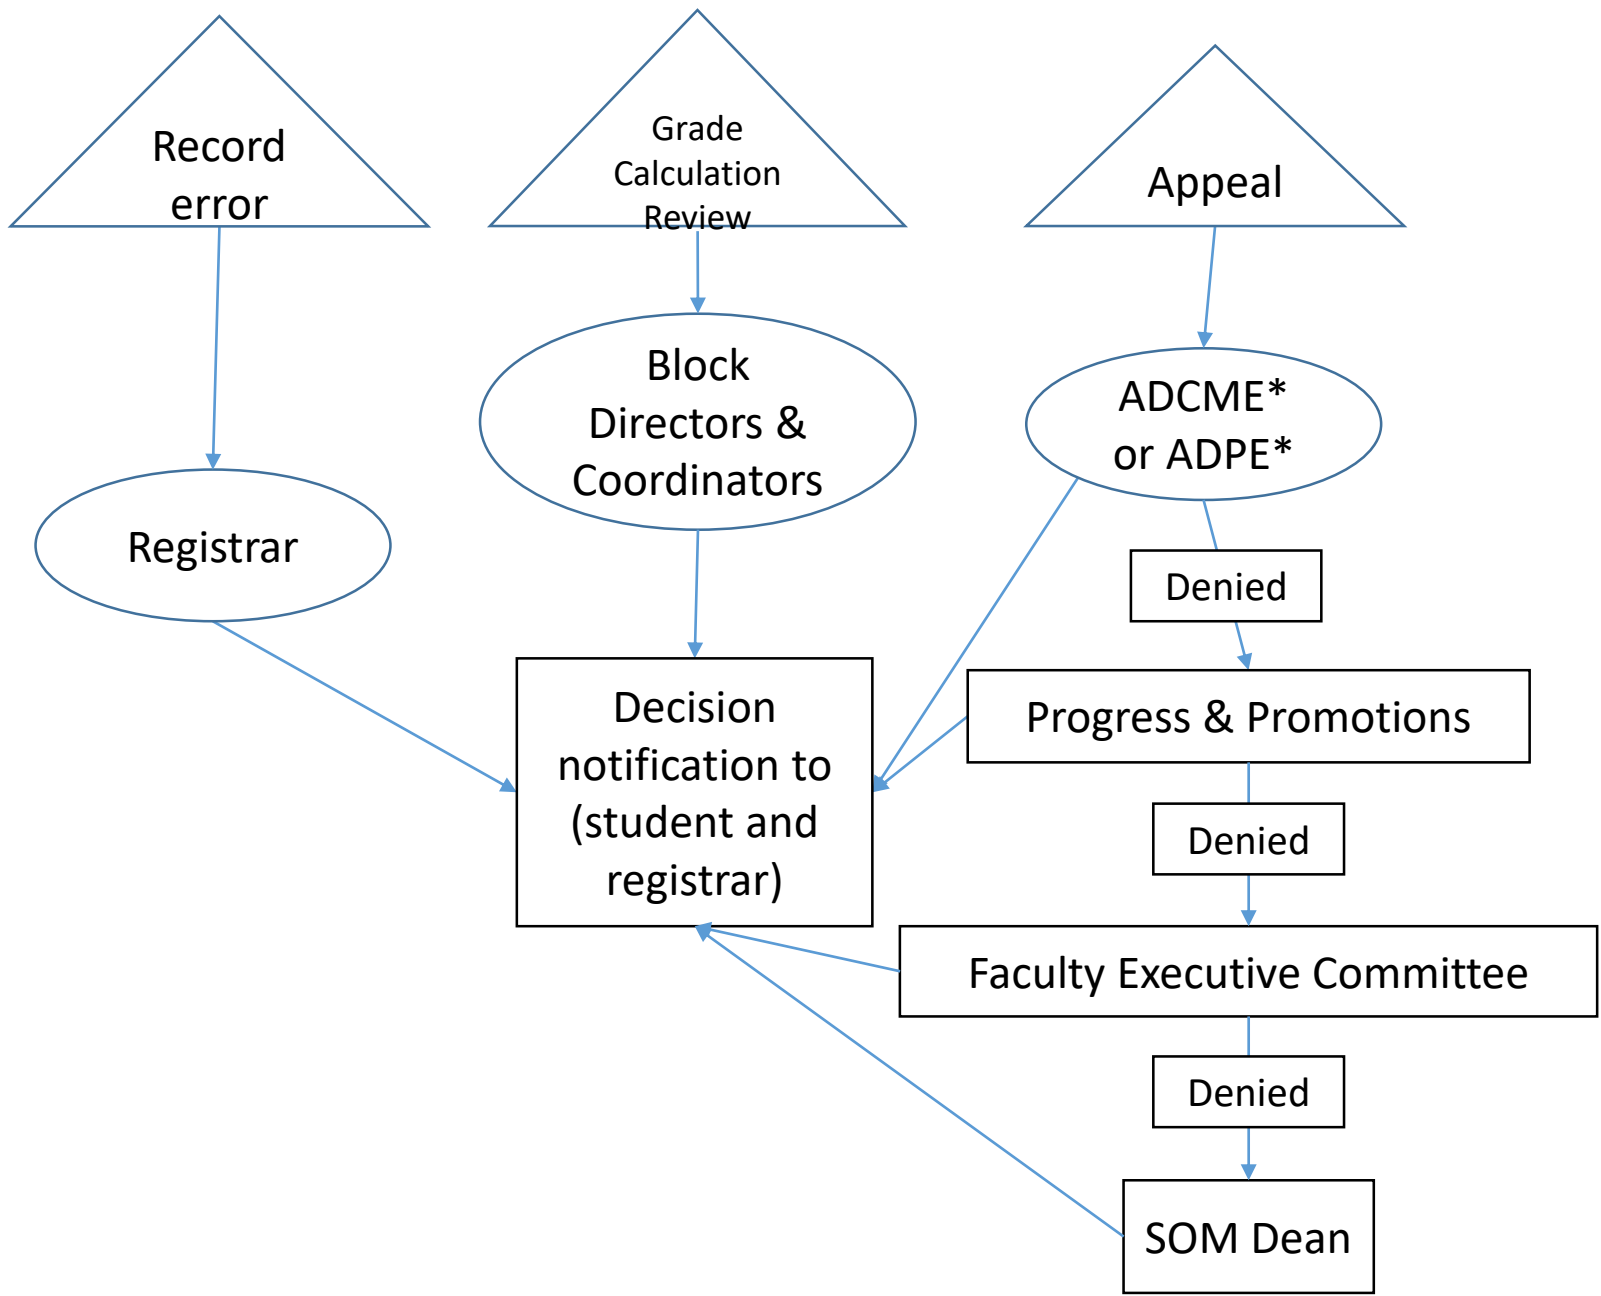 Record
error
Grade
Calculation
Review
Appeal
Block
Directors &
Coordinators
ADCME*
or ADPE*
Registrar
Denied
Decision
notification to
(student and
registrar)
Progress & Promotions
Denied
Faculty Executive Committee
Denied
SOM Dean